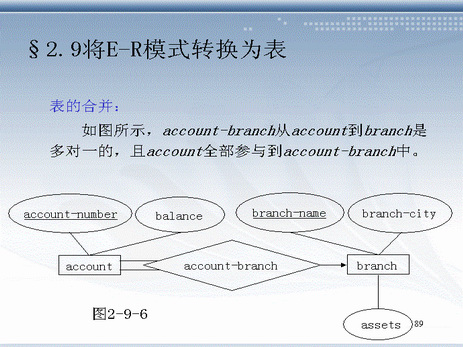 §2.9将E-R模式转换为表
表的合并：
如图所示，account-branch从account到branch是
多对一的，且account全部参与到account-branch中。
account-number
balance
branch-name
branch-city
account
account-branch
branch
图2-9-6
assets
89